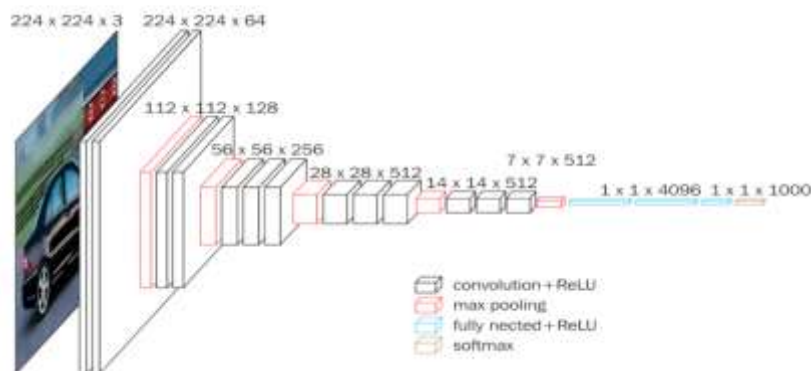 224 x 224 x 3
224 x 224 x 64
112 x 112 x 128
56 x 56 x 256
28 x 28 x 512
14 x 14 x 512
7 x 7 x 512
1 x 1 x 4096
1 x 1 x 1000
convolution+ReLU
max pooling
fully nected+ReLU
softmax